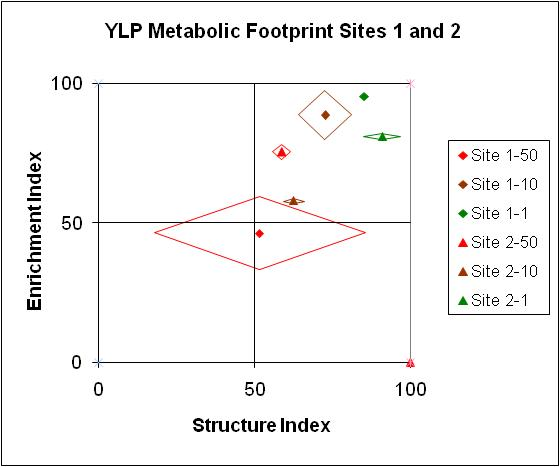 YLP Metabolic Footprint Sites 1 and 2
100
50
0
0 50 100
Enrichment Index
Structure Index
Site 1-50
Site 1-10
Site 1-1
Site 2-50
Site 2-10
Site 2-1